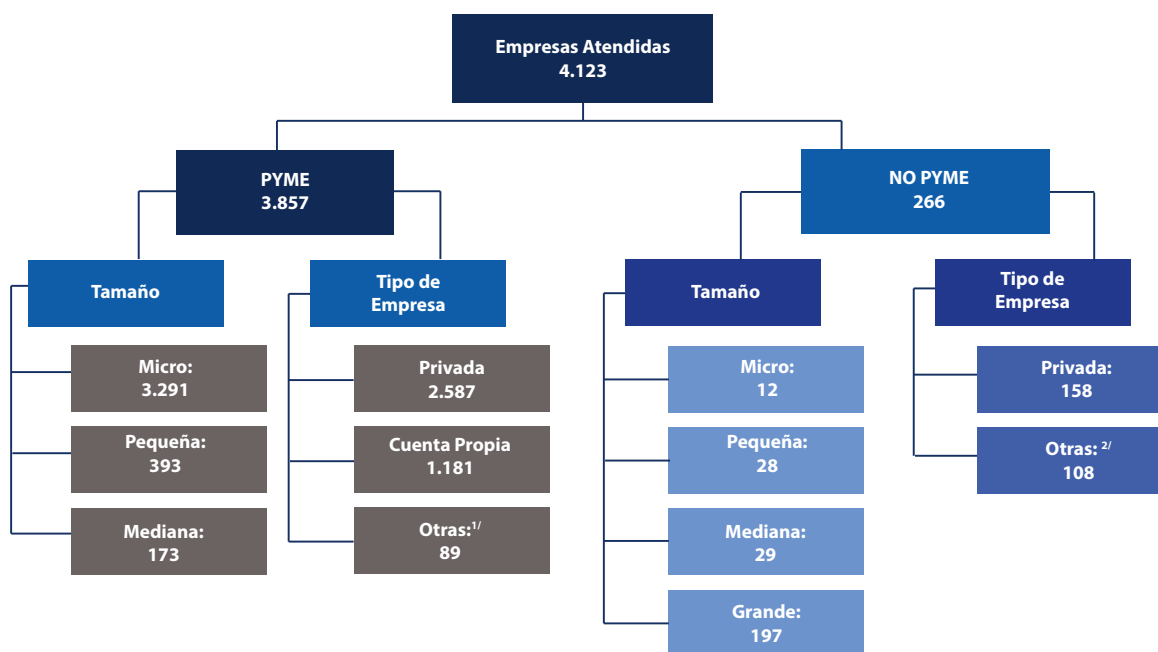 Empresas Atendidas
4.123
PYME
3.857
NO PYME
266
Tamaño
Tipo de
Empresa
Tamaño
Tipo de
Empresa
Micro:
3.291
Pequeña:
393
Mediana:
173
Privada
2.587
Cuenta Propia
1.181
Otras:1/
89
Micro:
12
Pequeña:
28
Mediana:
29
Grande:
197
Privada:
158
Otras: 2/
108